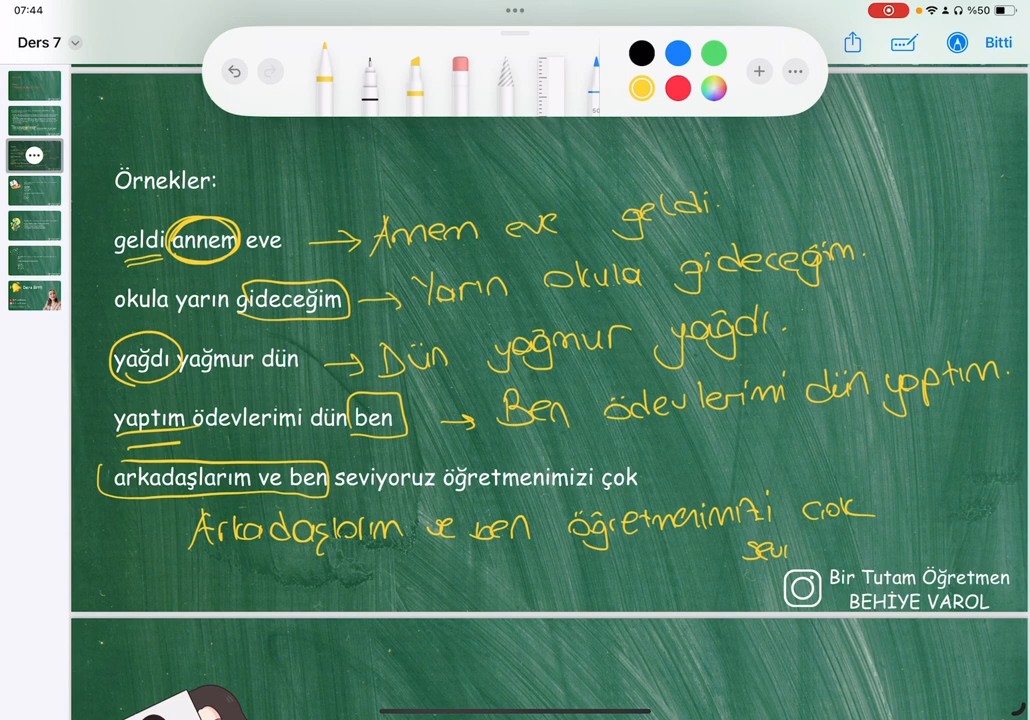 07:44
%50
Ders 7
Bitti
50
Örnekler:
geldi annem eve → Annem eve geldi.
okula yarın gideceğim → Yarın okula gideceğim.
yağdı yağmur dün → Dün yağmur yağdı.
yaptım ödevlerimi dün ben → Ben ödevlerimi dün yaptım.
arkadaşlarım ve ben seviyoruz öğretmenimizi çok
Arkadaşlarım ve ben öğretmenimizi çok
sevi
Bir Tutam Öğretmen
BEHİYE VAROL